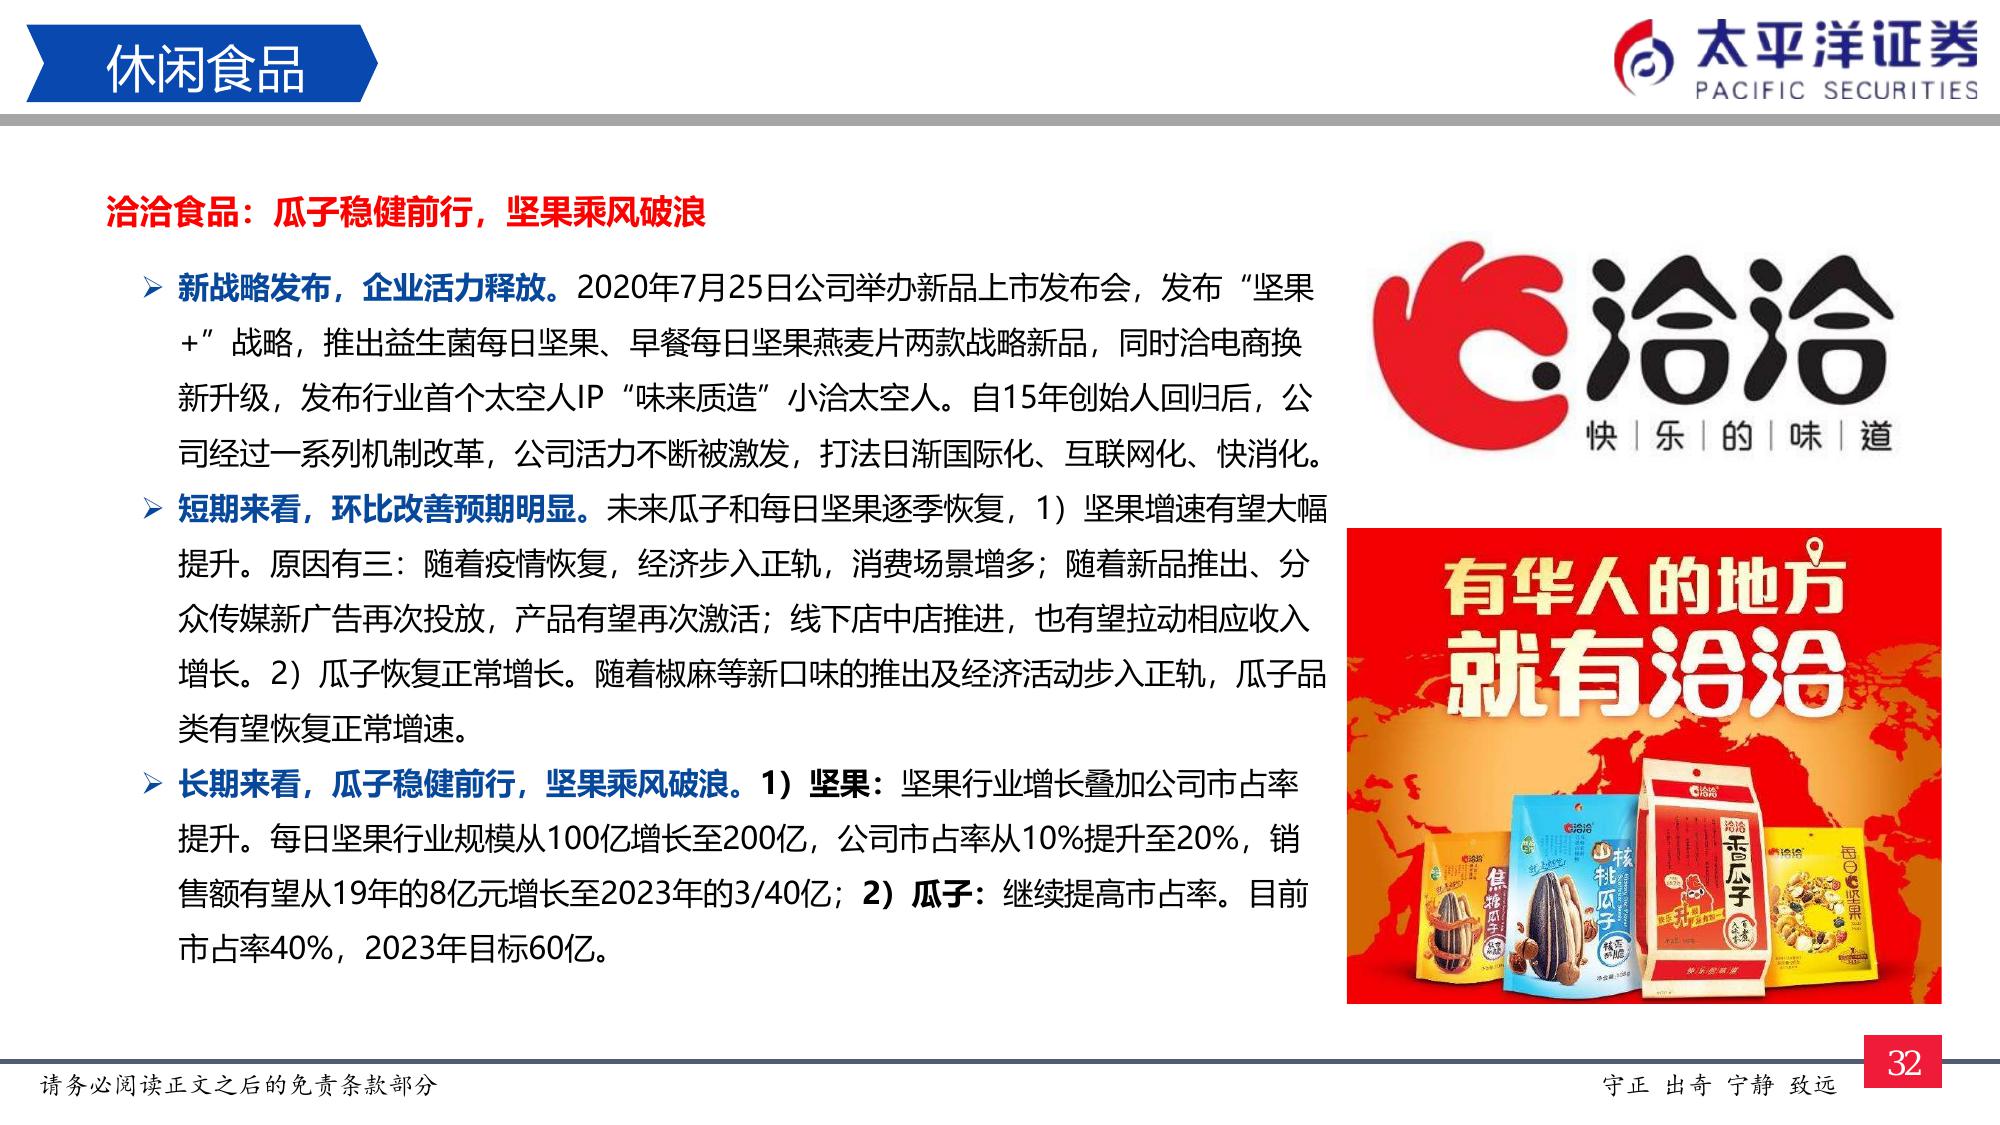 休闲食品
太平洋证券
PACIFIC SECURITIES
洽洽食品：瓜子稳健前行，坚果乘风破浪
新战略发布，企业活力释放。2020年7月25日公司举办新品上市发布会，发布“坚果
+”战略，推出益生菌每日坚果、早餐每日坚果燕麦片两款战略新品，同时洽电商换
新升级，发布行业首个太空人IP“味来质造”小洽太空人。自15年创始人回归后，公
司经过一系列机制改革，公司活力不断被激发，打法日渐国际化、互联网化、快消化。
短期来看，环比改善预期明显。未来瓜子和每日坚果逐季恢复，1）坚果增速有望大幅
提升。原因有三：随着疫情恢复，经济步入正轨，消费场景增多；随着新品推出、分
众传媒新广告再次投放，产品有望再次激活；线下店中店推进，也有望拉动相应收入
增长。2）瓜子恢复正常增长。随着椒麻等新口味的推出及经济活动步入正轨，瓜子品
类有望恢复正常增速。
长期来看，瓜子稳健前行，坚果乘风破浪。1）坚果：坚果行业增长叠加公司市占率
提升。每日坚果行业规模从100亿增长至200亿，公司市占率从10%提升至20%，销
售额有望从19年的8亿元增长至2023年的3/40亿；2）瓜子：继续提高市占率。目前
市占率40%，2023年目标60亿。
洽洽
快|乐|的|味|道
有华人的地方
就有洽洽
洽洽
焦糖瓜子
洽洽
山核桃瓜子
洽洽
洽洽
香瓜子
快乐的味道
洽洽
每日坚果
请务必阅读正文之后的免责条款部分
守正 出奇 宁静 致远
32